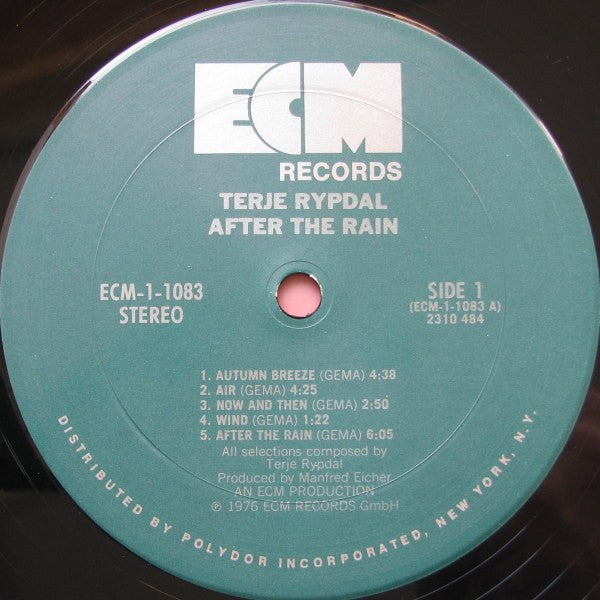 ECM
RECORDS
TERJE RYPDAL
AFTER THE RAIN
ECM-1-1083
STEREO
SIDE 1
(ECM-1-1083 A)
2310 484
1. AUTUMN BREEZE (GEMA) 4:38
2. AIR (GEMA) 4:25
3. NOW AND THEN (GEMA) 2:50
4. WIND (GEMA) 1:22
5. AFTER THE RAIN (GEMA) 6:05
All selections composed by
Terje Rypdal
Produced by Manfred Eicher
AN ECM PRODUCTION
℗ 1976 ECM RECORDS GmbH
DISTRIBUTED BY POLYDOR INCORPORATED, NEW YORK, N.Y.